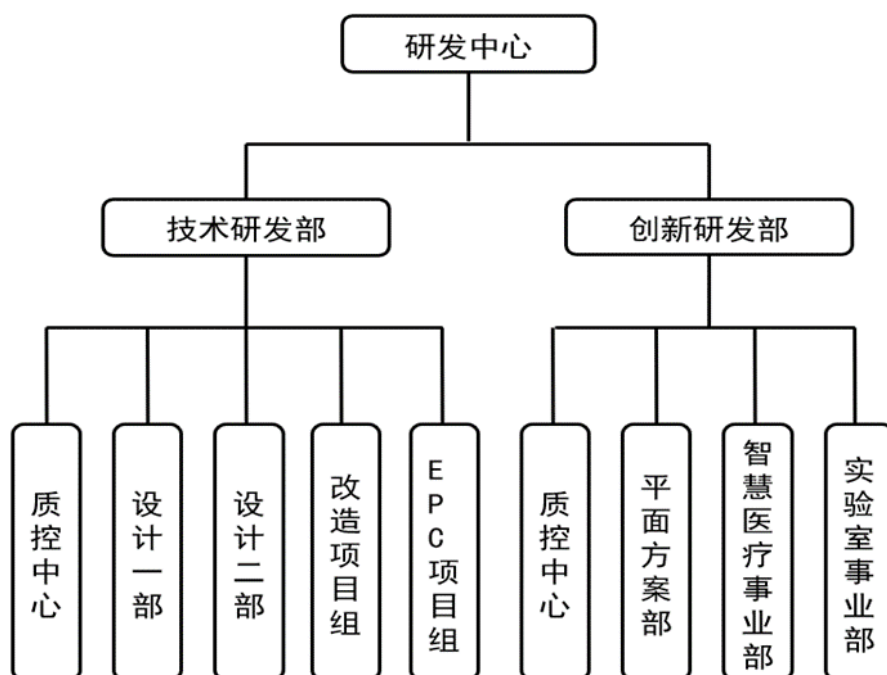 研发中心
技术研发部
创新研发部
质控中心
设计一部
设计二部
改造项目组
EPC项目组
质控中心
平面方案部
智慧医疗事业部
实验室事业部